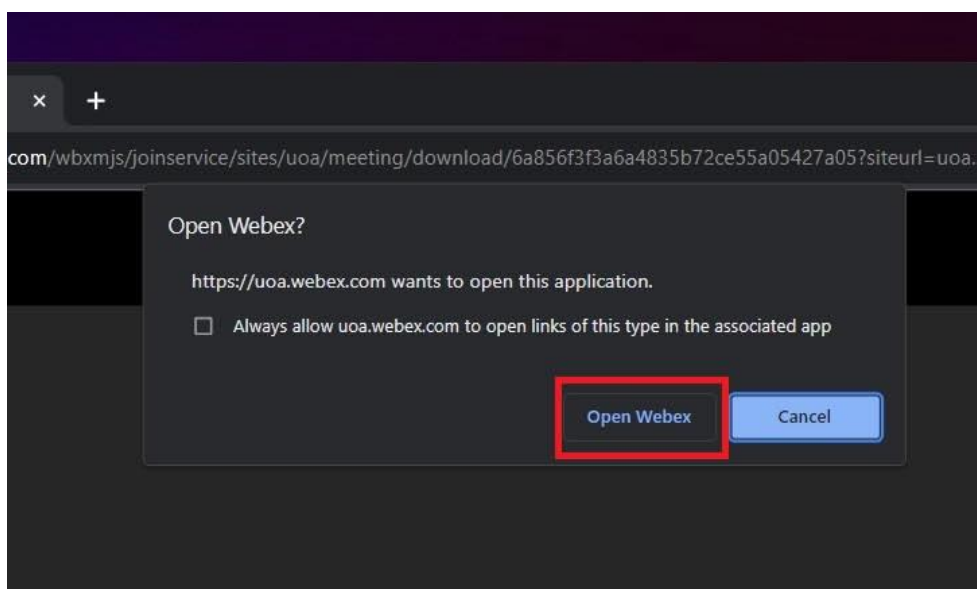 × +
com/wbxmjs/joinservice/sites/uoa/meeting/download/6a856f3f3a6a4835b72ce55a05427a05?siteurl=uoa.
Open Webex?
https://uoa.webex.com wants to open this application.
Always allow uoa.webex.com to open links of this type in the associated app
Open Webex Cancel